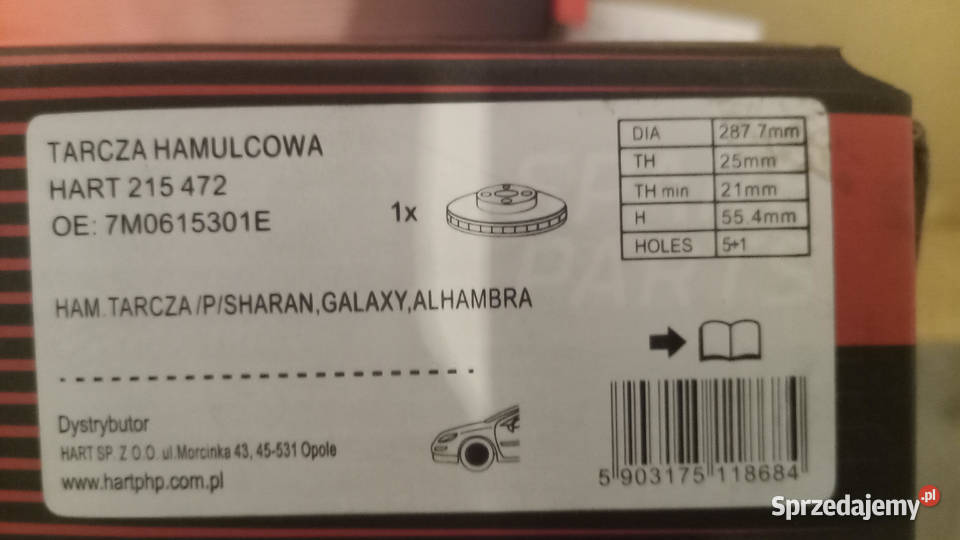 TARCZA HAMULCOWA
HART 215 472
OE: 7M0615301E
1x
DIA 287.7mm
TH 25mm
TH min 21mm
H 55.4mm
HOLES 5+1
SPARE
PARTS
HAM.TARCZA /P/SHARAN,GALAXY,ALHAMBRA
Dystrybutor
HART SP. Z O.O. ul.Morcinka 43, 45-531 Opole
www.hartphp.com.pl
5 903175 118684
Sprzedajemy.pl